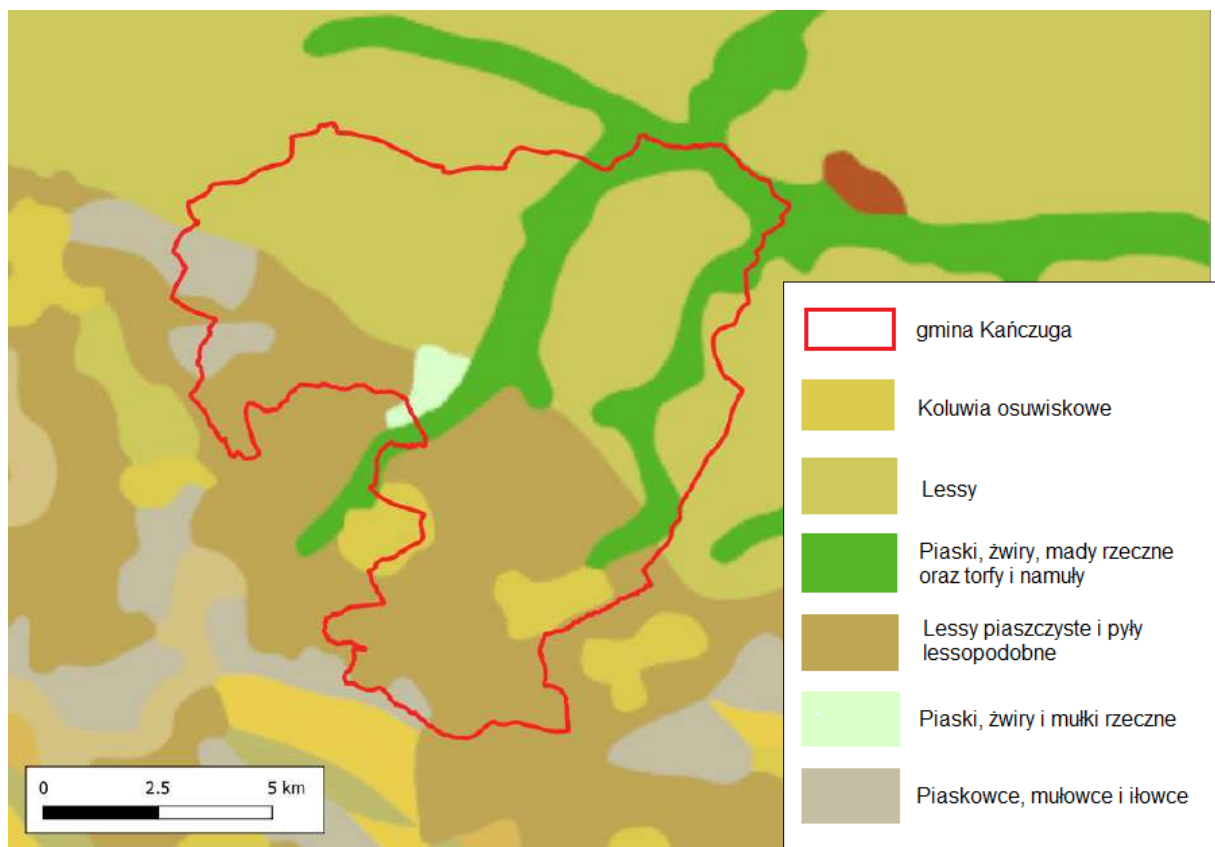 gmina Kańczuga
Koluwia osuwiskowe
Lessy
Piaski, żwiry, mady rzeczne
oraz torfy i namuły
Lessy piaszczyste i pyły
lessopodobne
Piaski, żwiry i mułki rzeczne
Piaskowce, mułowce i iłowce
0 2.5 5 km